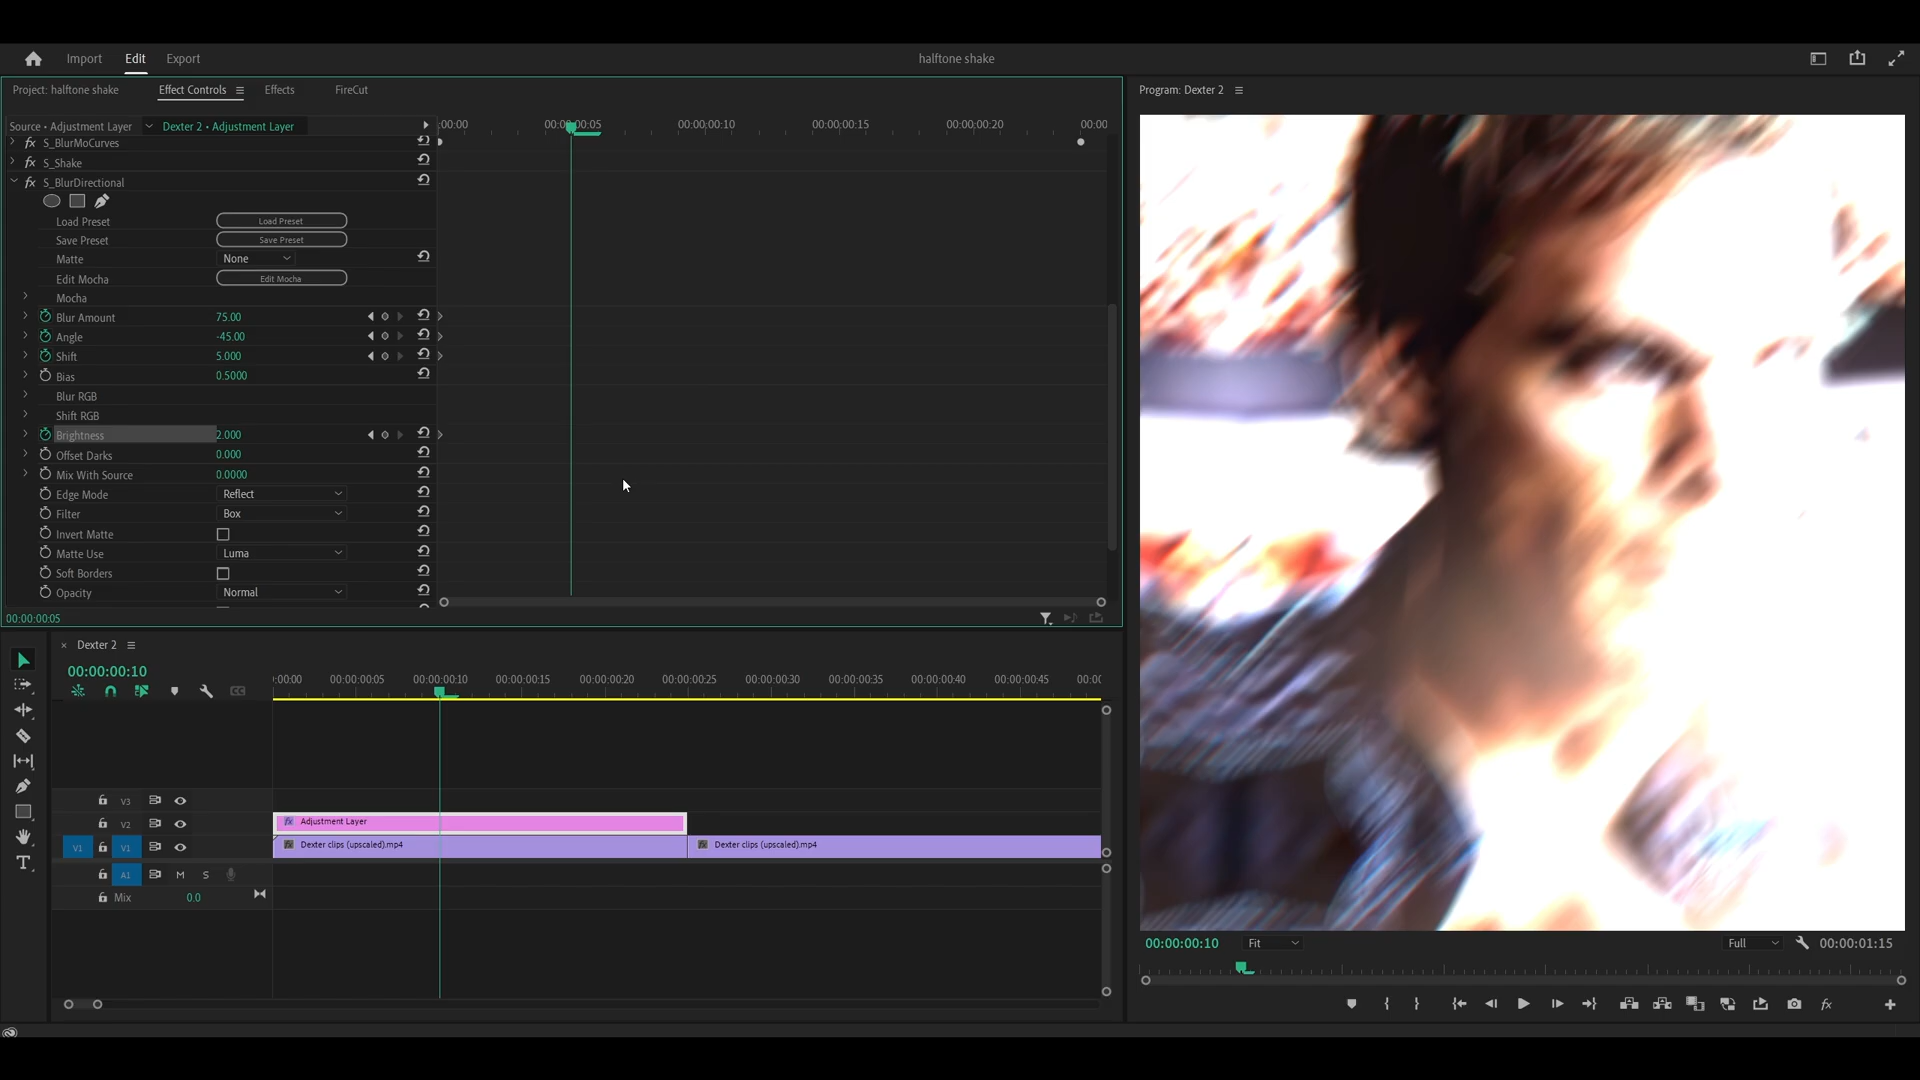 Import Edit Export halftone shake
Project: halftone shake Effect Controls Effects FireCut Program: Dexter 2
Source • Adjustment Layer Dexter 2 • Adjustment Layer :00:00 00:00:00:05 00:00:00:10 00:00:00:15 00:00:00:20 00:00
fx S_BlurMoCurves
fx S_Shake
fx S_BlurDirectional
Load Preset Load Preset
Save Preset Save Preset
Matte None
Edit Mocha Edit Mocha
Mocha
Blur Amount 75.00
Angle -45.00
Shift 5.000
Bias 0.5000
Blur RGB
Shift RGB
Brightness 2.000
Offset Darks 0.000
Mix With Source 0.0000
Edge Mode Reflect
Filter Box
Invert Matte
Matte Use Luma
Soft Borders
Opacity Normal
00:00:00:05
× Dexter 2
00:00:00:10
:00:00 00:00:00:05 00:00:00:10 00:00:00:15 00:00:00:20 00:00:00:25 00:00:00:30 00:00:00:35 00:00:00:40 00:00:00:45 00:00
CC
V3
V2 fx Adjustment Layer
V1 V1 fx Dexter clips (upscaled).mp4 fx Dexter clips (upscaled).mp4
A1 M S
Mix 0.0
00:00:00:10 Fit Full 00:00:01:15
fx